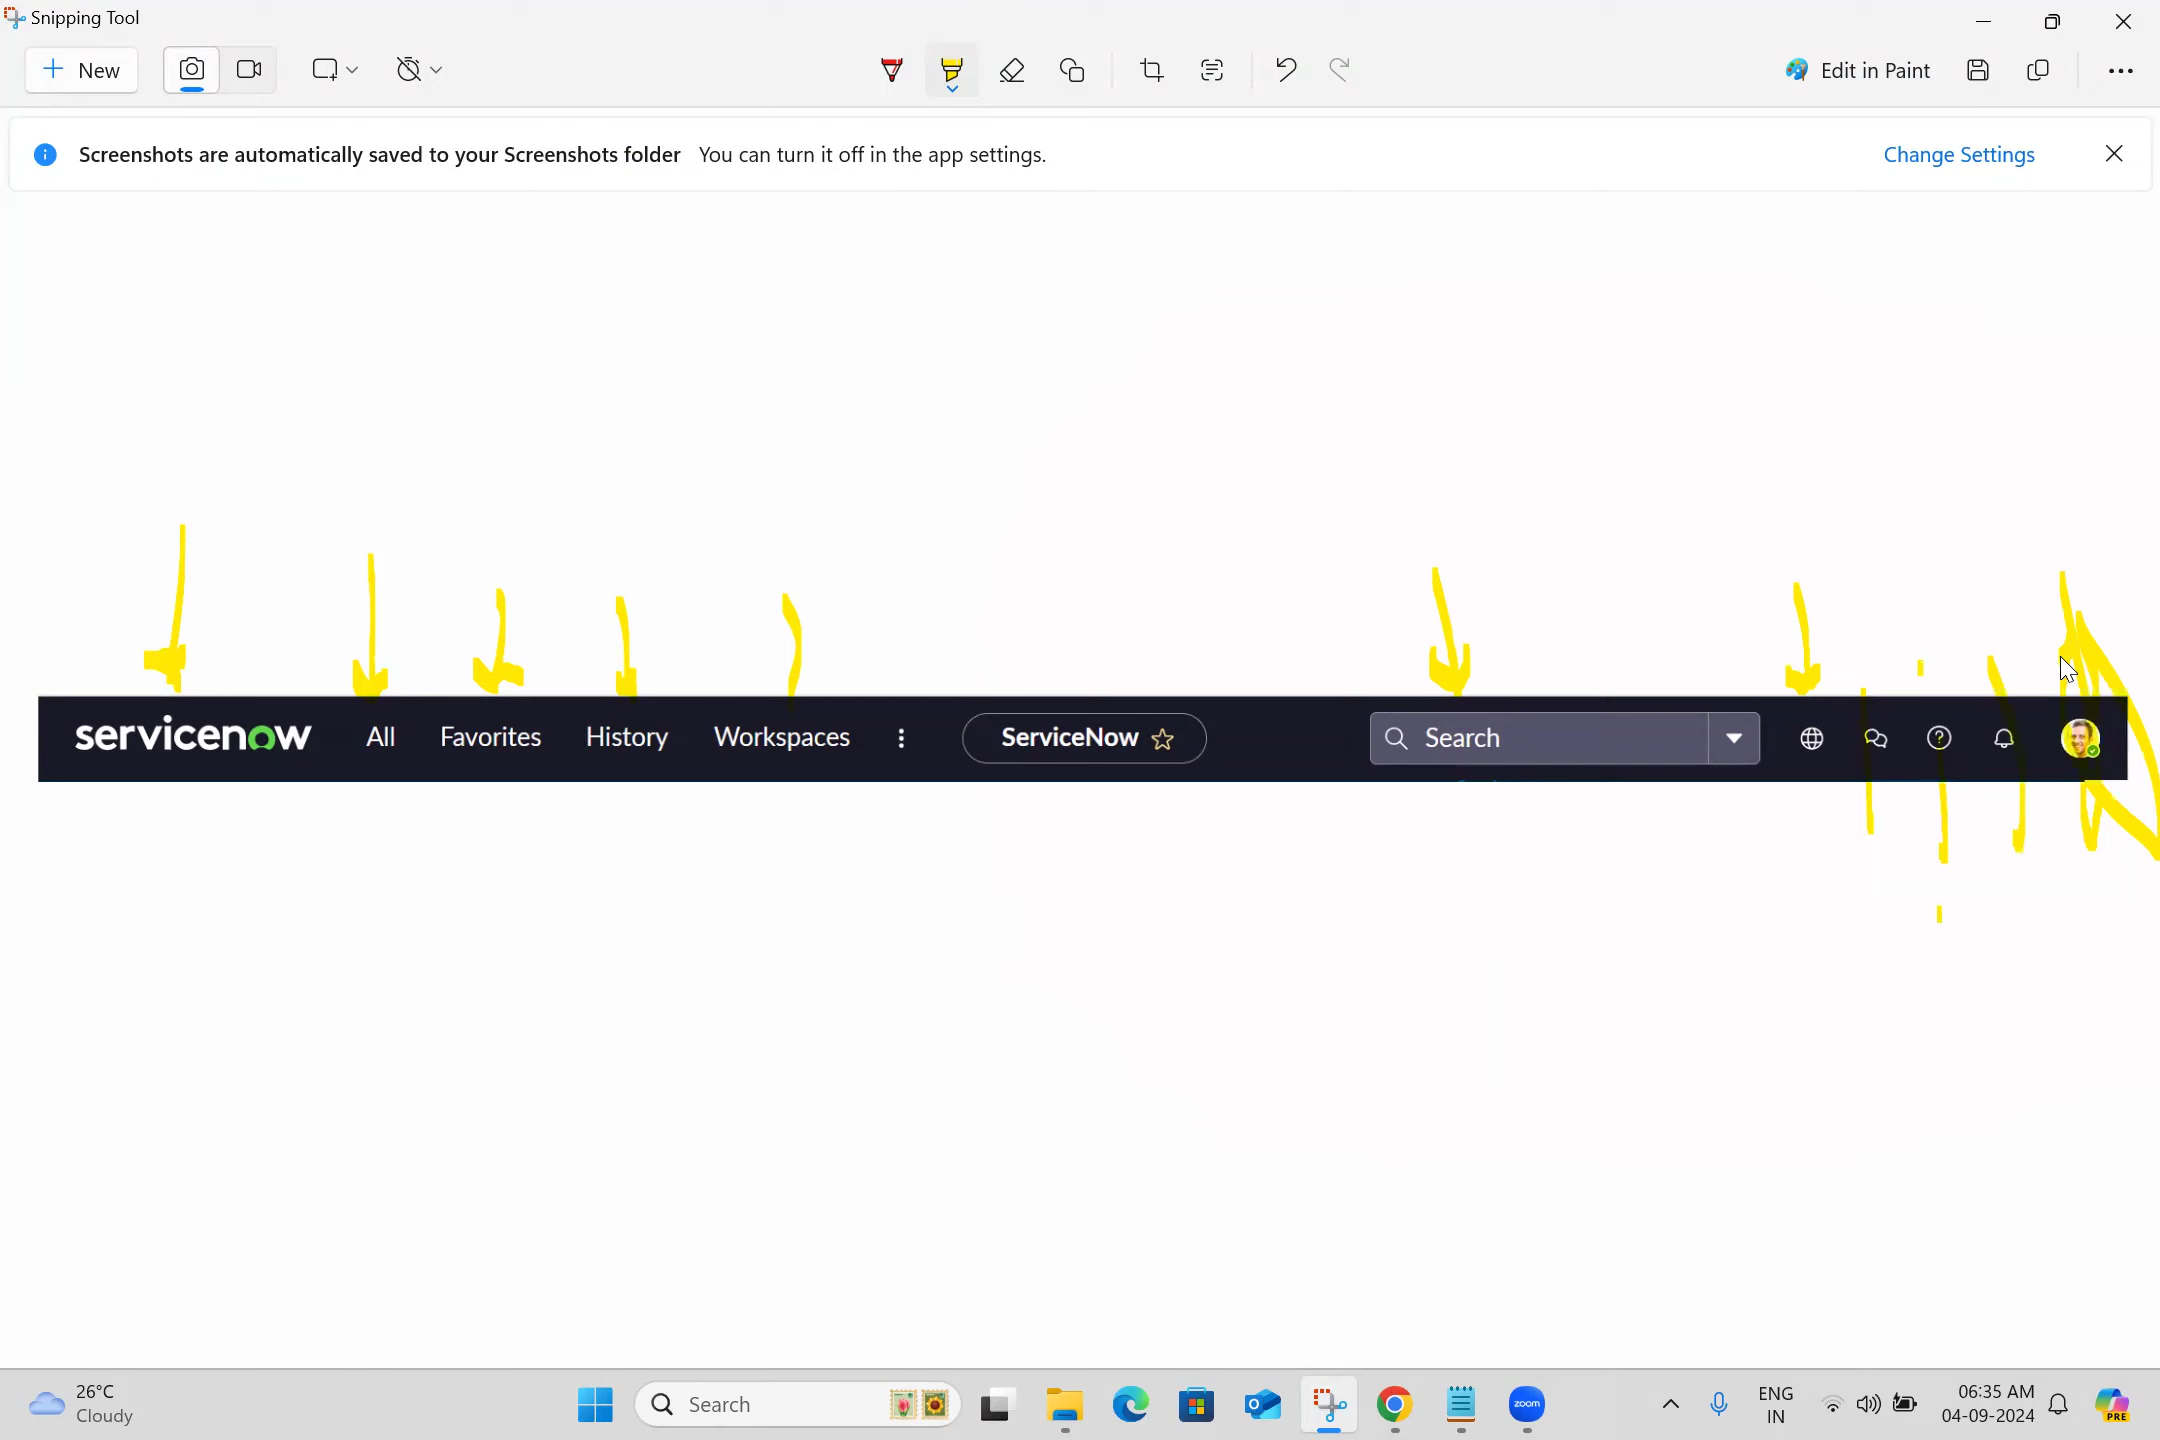 Snipping Tool
New
Edit in Paint
Screenshots are automatically saved to your Screenshots folder You can turn it off in the app settings.
Change Settings
servicenow All Favorites History Workspaces ServiceNow Search
26°C
Cloudy
Search
zoom
ENG
IN
06:35 AM
04-09-2024
PRE